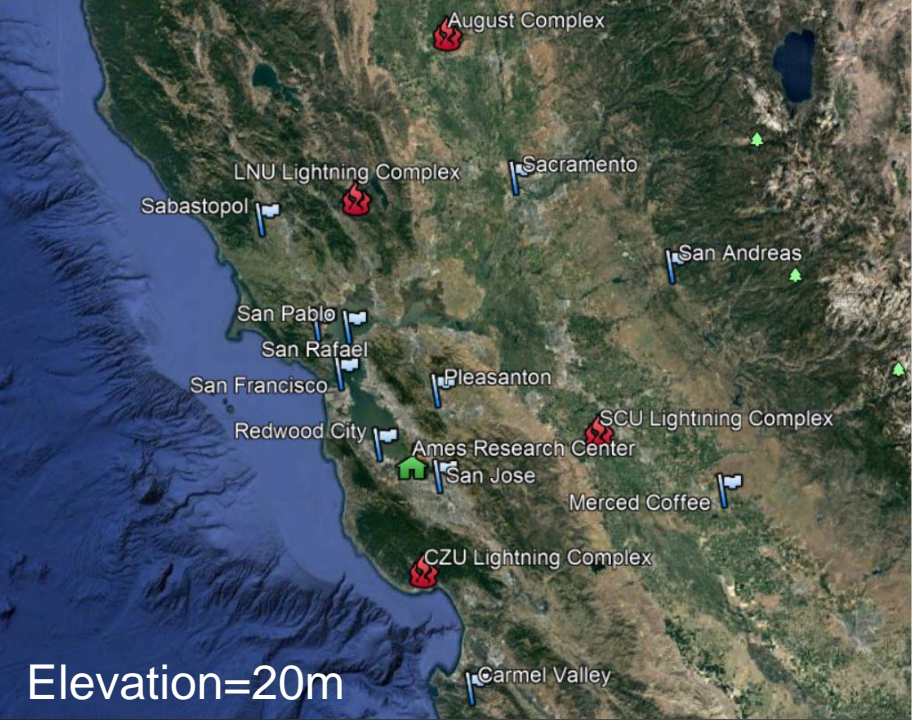 August Complex
Sacramento
LNU Lightning Complex
Sabastopol
San Andreas
San Pablo
San Rafael
San Francisco
Pleasanton
SCU Lightining Complex
Redwood City
Ames Research Center
San Jose
Merced Coffee
CZU Lightning Complex
Carmel Valley
Elevation=20m